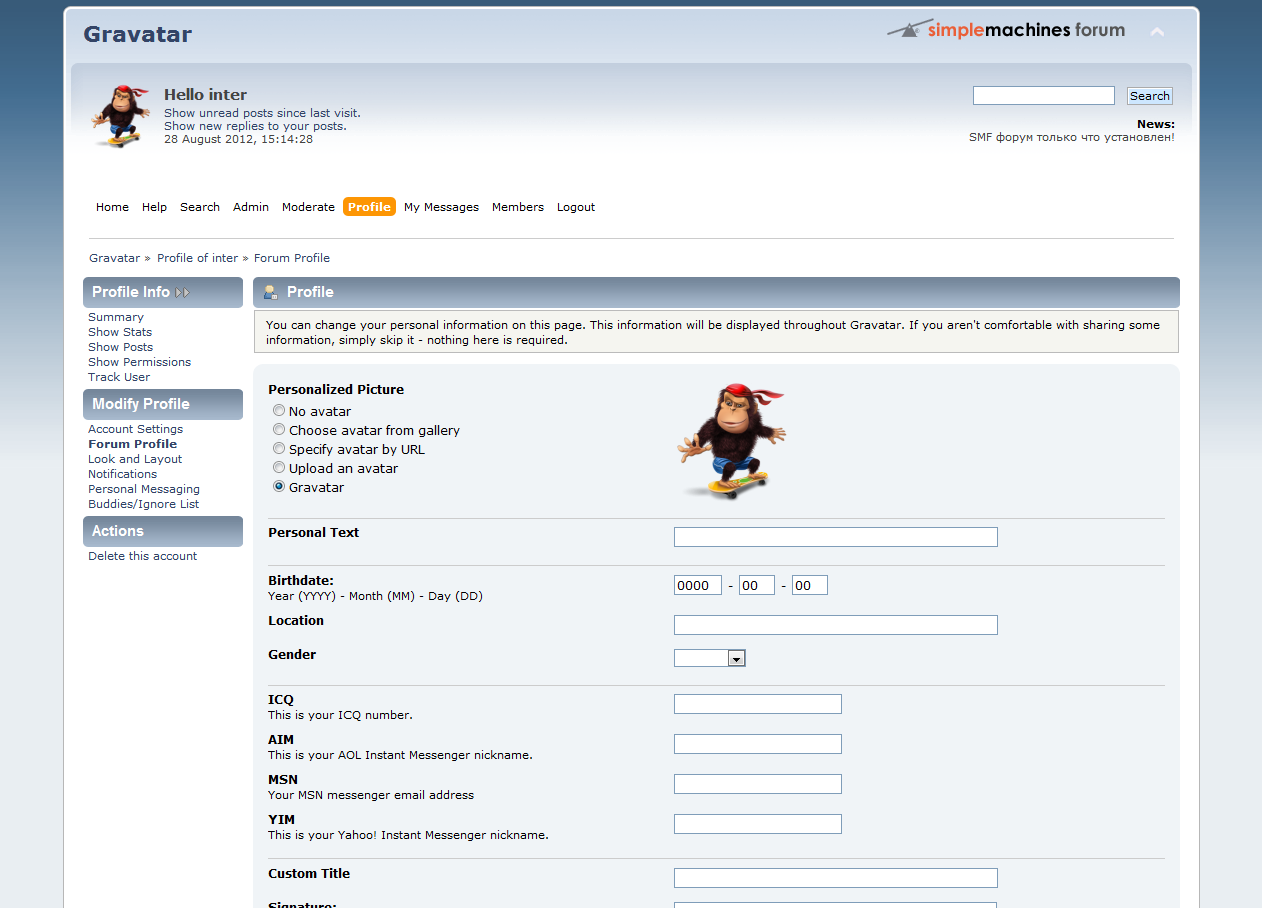 Gravatar
simplemachines forum
Hello inter
Show unread posts since last visit.
Show new replies to your posts.
28 August 2012, 15:14:28
Search
News:
SMF форум только что установлен!
Home Help Search Admin Moderate Profile My Messages Members Logout
Gravatar » Profile of inter » Forum Profile
Profile Info
Summary
Show Stats
Show Posts
Show Permissions
Track User
Modify Profile
Account Settings
Forum Profile
Look and Layout
Notifications
Personal Messaging
Buddies/Ignore List
Actions
Delete this account
Profile
You can change your personal information on this page. This information will be displayed throughout Gravatar. If you aren't comfortable with sharing some
information, simply skip it - nothing here is required.
Personalized Picture
No avatar
Choose avatar from gallery
Specify avatar by URL
Upload an avatar
Gravatar
Personal Text
Birthdate:
0000 - 00 - 00
Year (YYYY) - Month (MM) - Day (DD)
Location
Gender
ICQ
This is your ICQ number.
AIM
This is your AOL Instant Messenger nickname.
MSN
Your MSN messenger email address
YIM
This is your Yahoo! Instant Messenger nickname.
Custom Title
Signature: